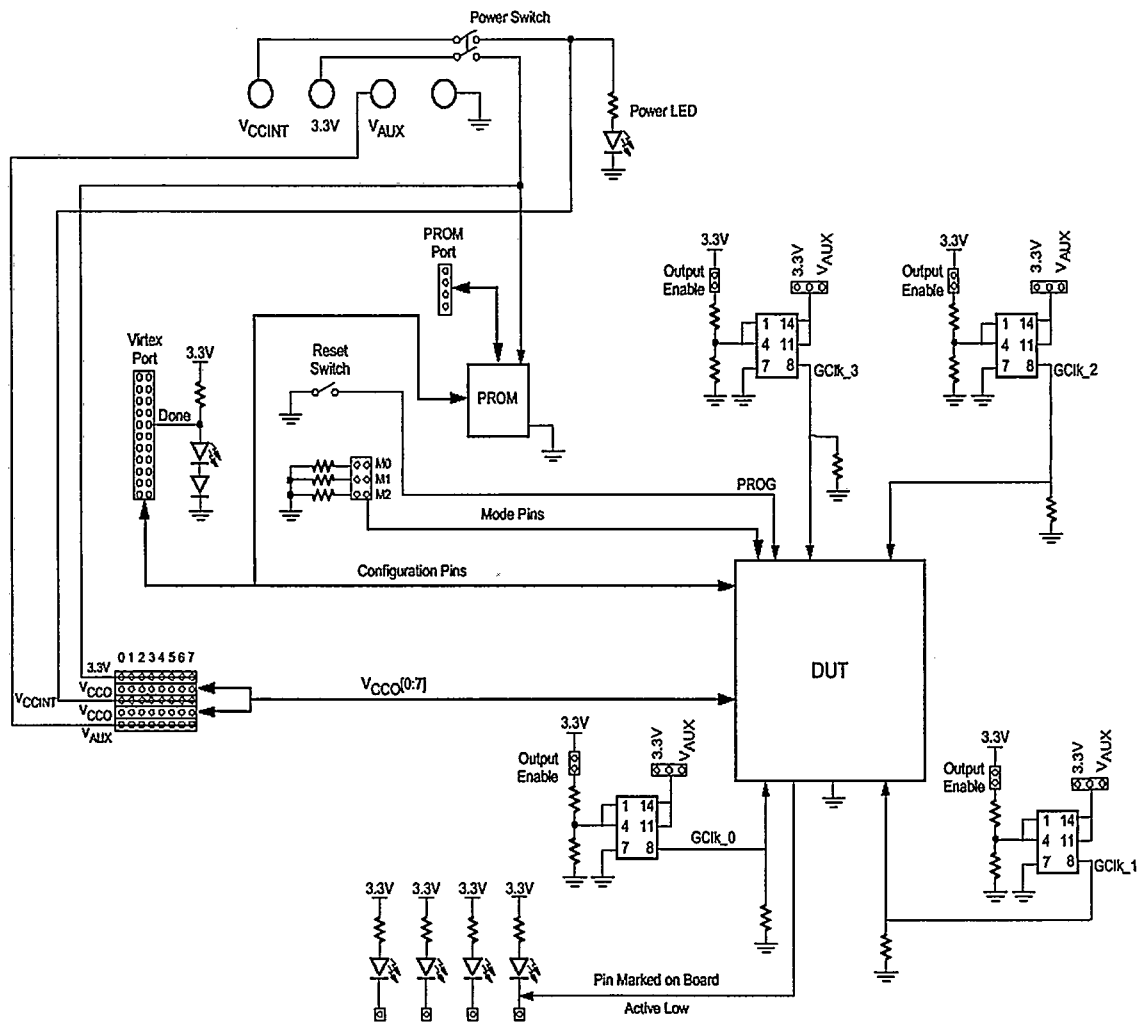 Power Switch
VCCINT
3.3V
VAUX
Power LED
PROM
Port
3.3V
Output
Enable
3.3V
VAUX
1 14
4 11
7 8
GClk_3
3.3V
Output
Enable
3.3V
VAUX
1 14
4 11
7 8
GClk_2
Virtex
Port
3.3V
Done
Reset
Switch
PROM
M0
M1
M2
PROG
Mode Pins
Configuration Pins
DUT
0 1 2 3 4 5 6 7
3.3V
VCCO
VCCINT
VCCO
VAUX
VCCO[0:7]
3.3V
Output
Enable
3.3V
VAUX
1 14
4 11
7 8
GClk_0
3.3V
Output
Enable
3.3V
VAUX
1 14
4 11
7 8
GClk_1
3.3V 3.3V 3.3V 3.3V
Pin Marked on Board
Active Low